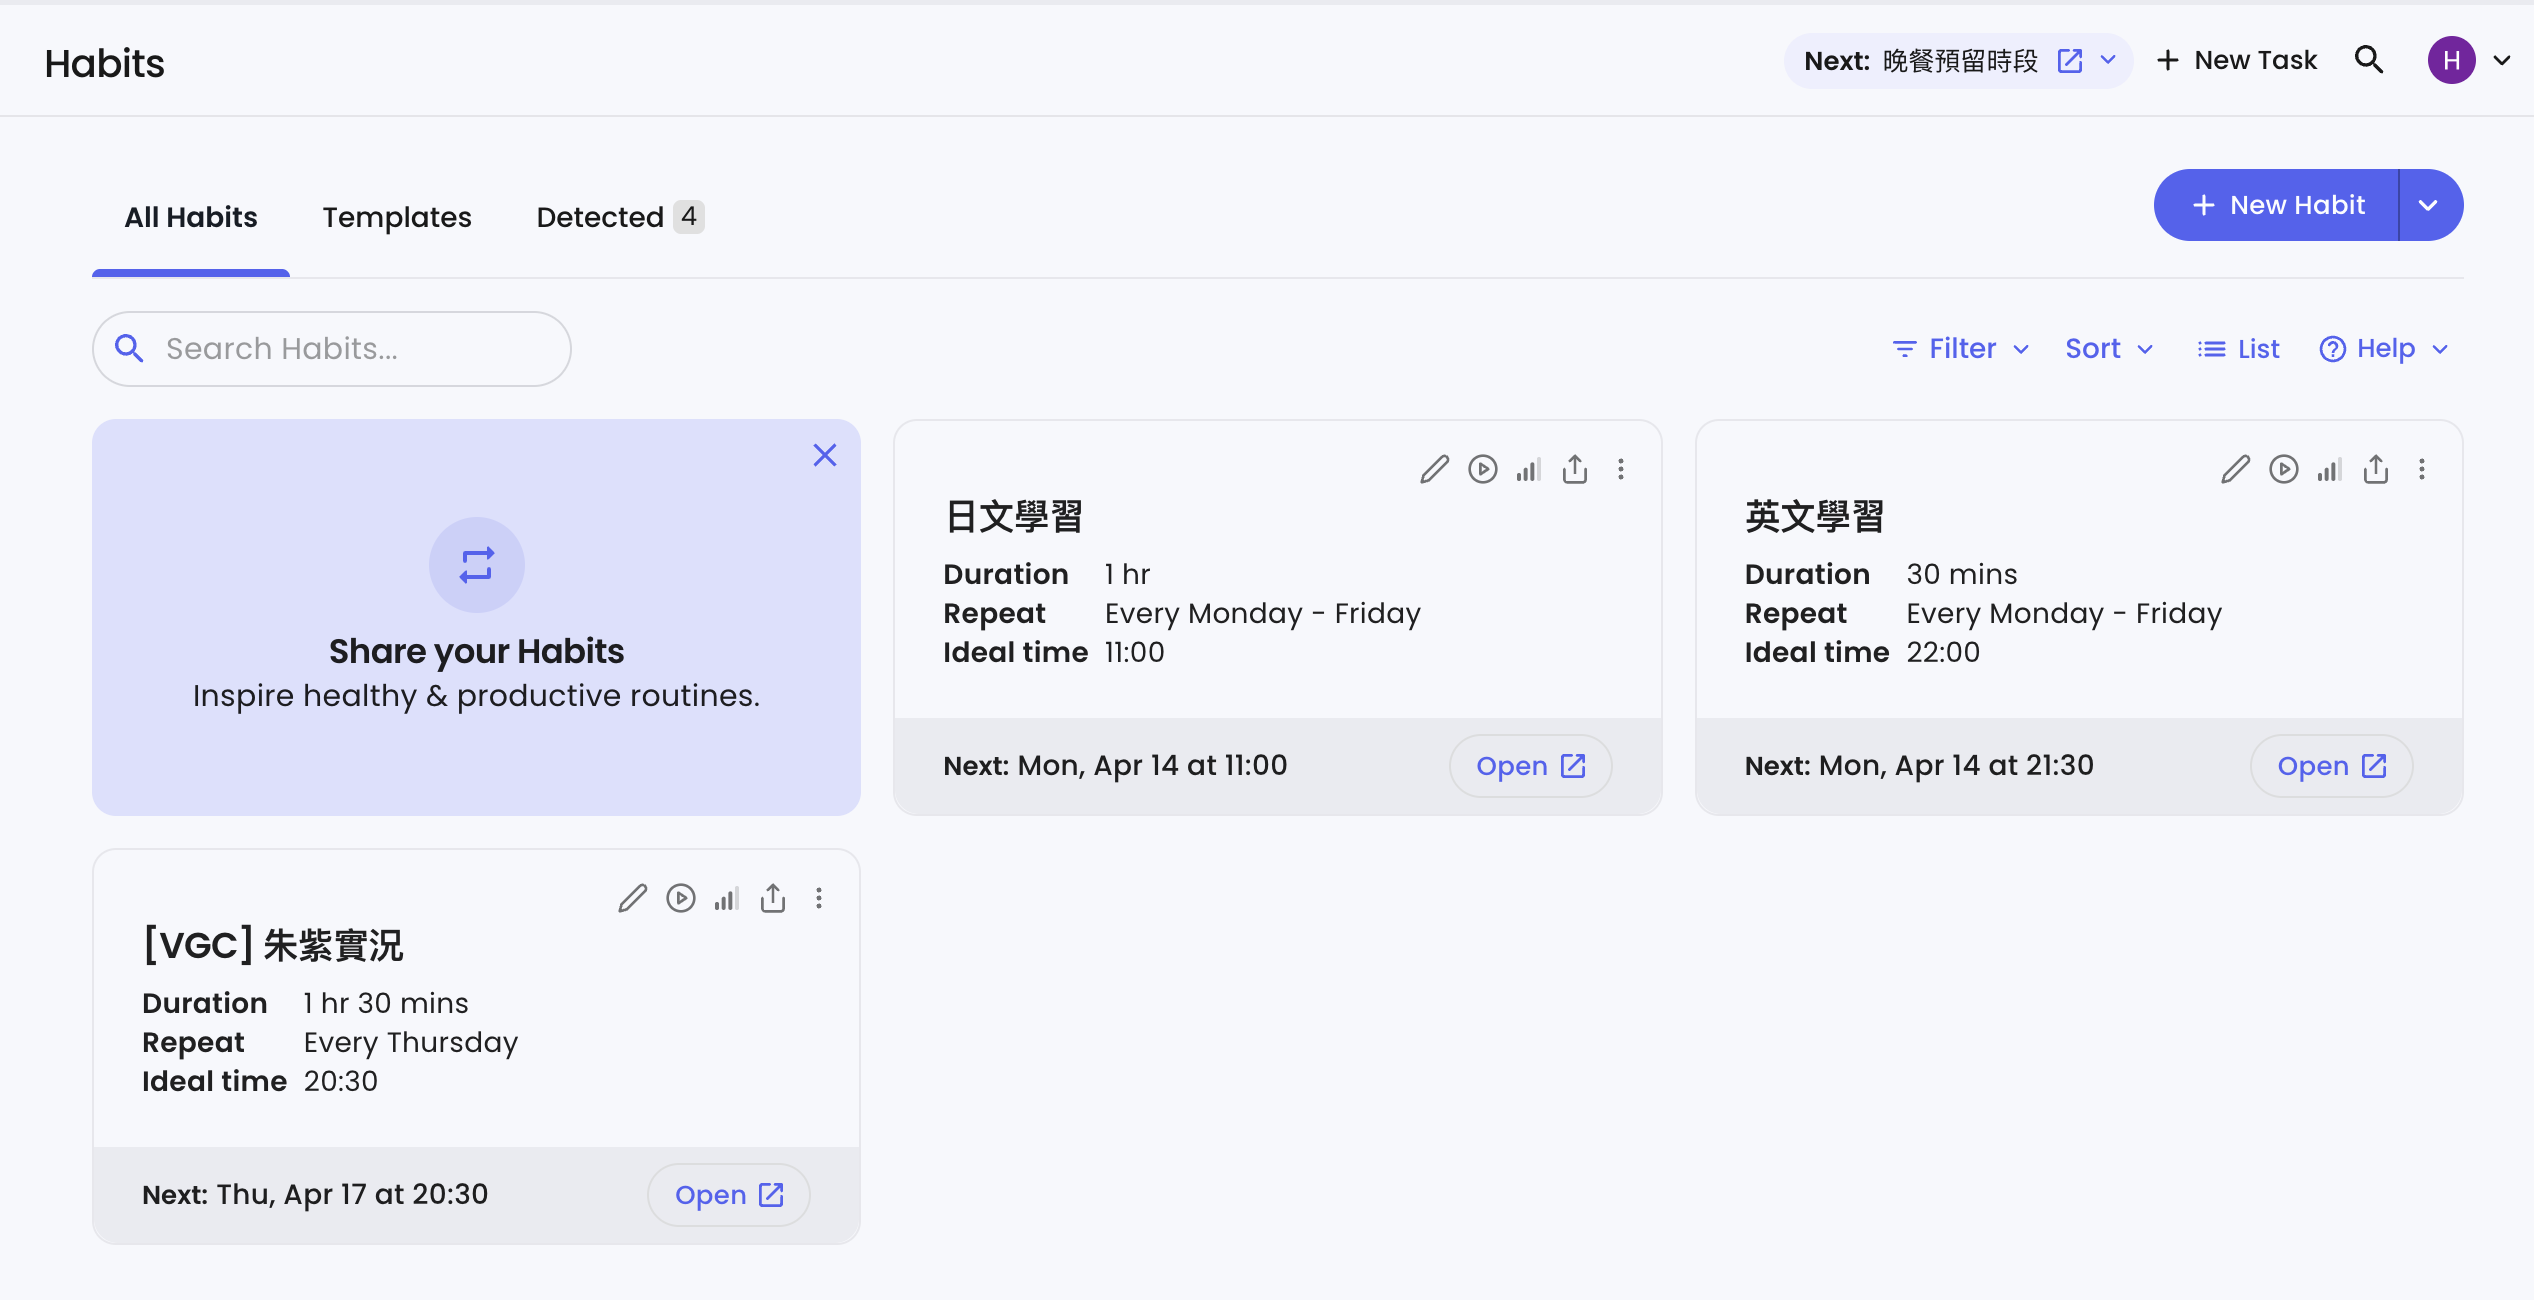 Habits
Next: 晚餐預留時段
New Task
H
All Habits
Templates
Detected 4
New Habit
Search Habits...
Filter
Sort
List
Help
Share your Habits
Inspire healthy & productive routines.
日文學習
Duration 1 hr
Repeat Every Monday - Friday
Ideal time 11:00
Next: Mon, Apr 14 at 11:00
Open
英文學習
Duration 30 mins
Repeat Every Monday - Friday
Ideal time 22:00
Next: Mon, Apr 14 at 21:30
Open
[VGC] 朱紫實況
Duration 1 hr 30 mins
Repeat Every Thursday
Ideal time 20:30
Next: Thu, Apr 17 at 20:30
Open